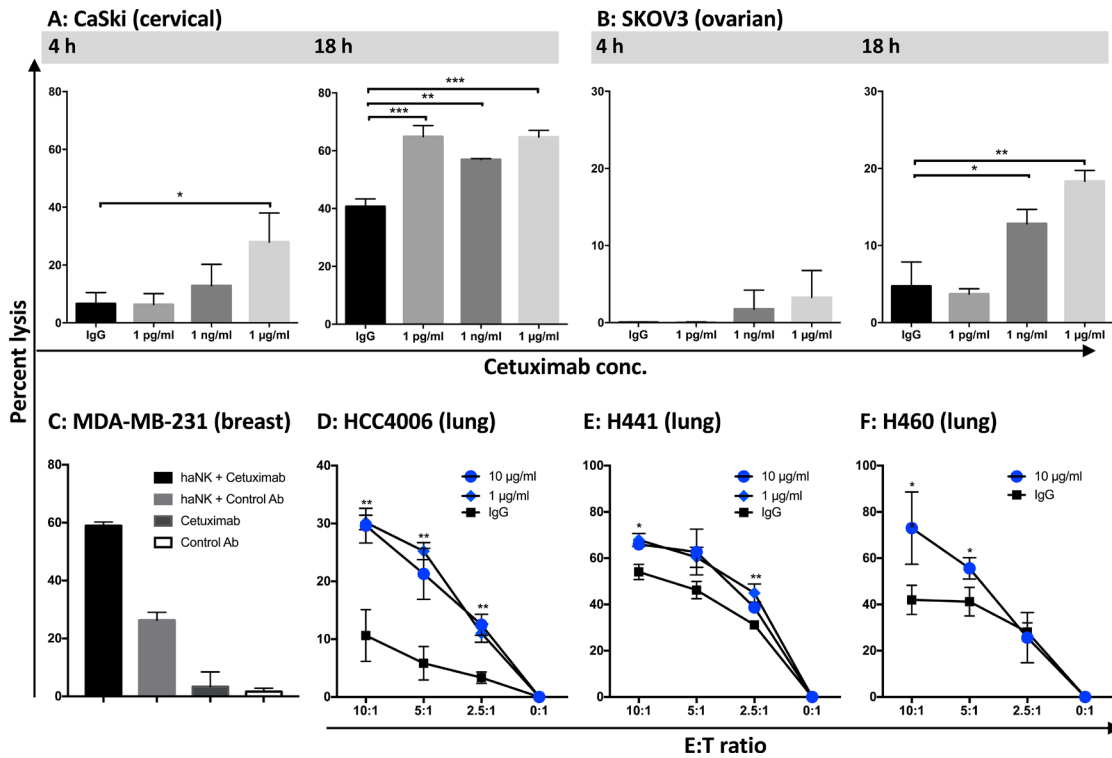 A: CaSki (cervical)
4 h
18 h
80
60
40
20
0
*
IgG
1 pg/ml
1 ng/ml
1 µg/ml
80
60
40
20
0
***
**
***
IgG
1 pg/ml
1 ng/ml
1 µg/ml
B: SKOV3 (ovarian)
4 h
18 h
30
20
10
0
IgG
1 pg/ml
1 ng/ml
1 µg/ml
30
20
10
0
**
*
IgG
1 pg/ml
1 ng/ml
1 µg/ml
Cetuximab conc.
Percent lysis
C: MDA-MB-231 (breast)
80
60
40
20
0
haNK + Cetuximab
haNK + Control Ab
Cetuximab
Control Ab
D: HCC4006 (lung)
40
30
20
10
0
10 µg/ml
1 µg/ml
IgG
**
**
**
10:1
5:1
2.5:1
0:1
E: H441 (lung)
100
80
60
40
20
0
10 µg/ml
1 µg/ml
IgG
*
**
10:1
5:1
2.5:1
0:1
F: H460 (lung)
100
80
60
40
20
0
10 µg/ml
IgG
*
*
*
10:1
5:1
2.5:1
0:1
E:T ratio